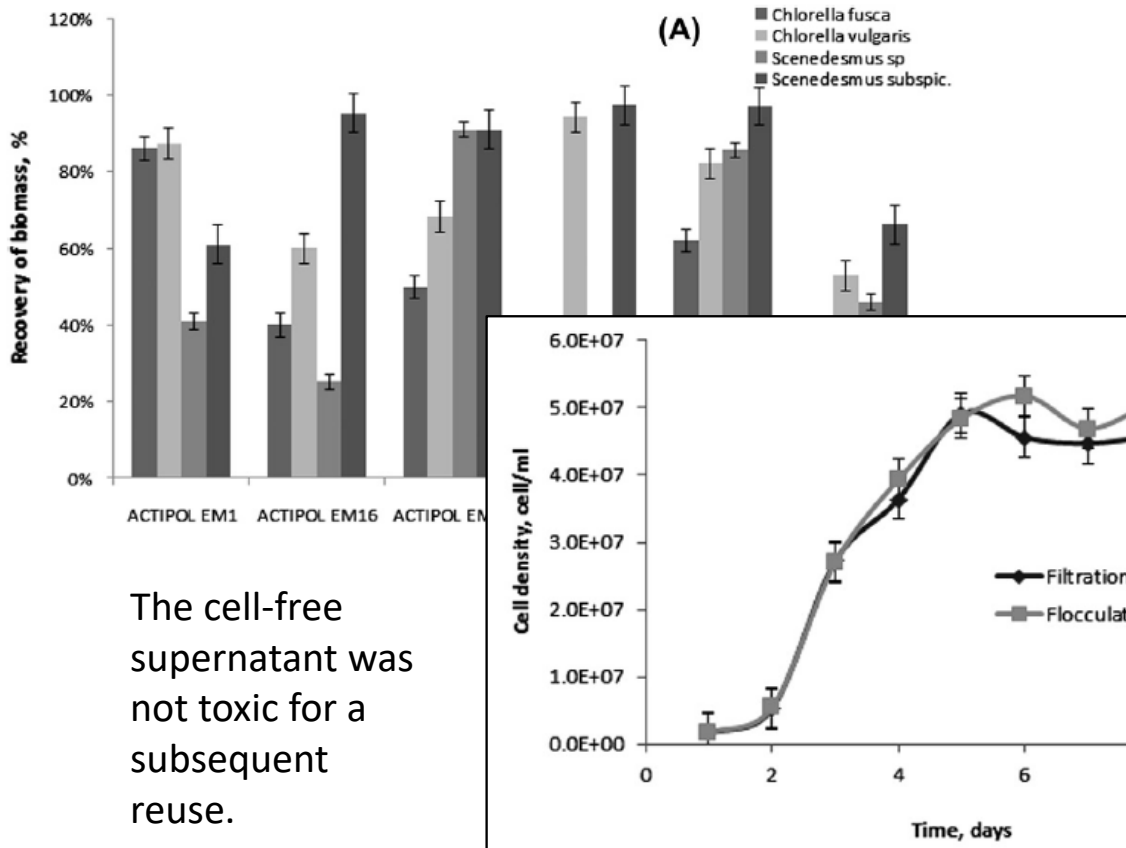 120%
100%
80%
60%
40%
20%
0%
Recovery of biomass, %
(A)
Chlorella fusca
Chlorella vulgaris
Scenedesmus sp
Scenedesmus subspic.
ACTIPOL EM1 ACTIPOL EM16 ACTIPOL
The cell-free
supernatant was
not toxic for a
subsequent
reuse.
6.0E+07
5.0E+07
4.0E+07
3.0E+07
2.0E+07
1.0E+07
0.0E+00
Cell density, cell/ml
Filtration
0 2 4 6
Time, days